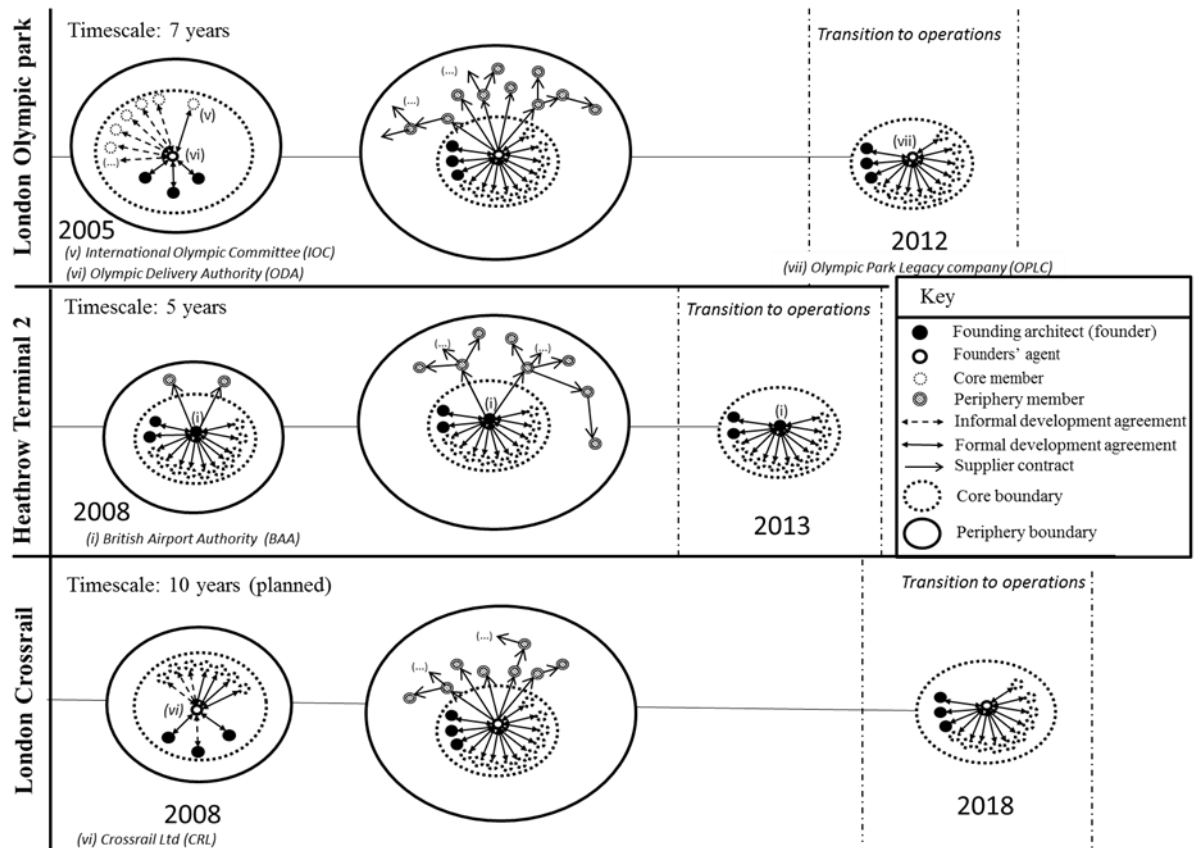 London Olympic park
Timescale: 7 years
(v)
(vi)
(...)
2005
(v) International Olympic Committee (IOC)
(vi) Olympic Delivery Authority (ODA)
(...)
(...)
Transition to operations
(vii)
2012
(vii) Olympic Park Legacy company (OPLC)
Heathrow Terminal 2
Timescale: 5 years
(i)
2008
(i) British Airport Authority (BAA)
(...)
(...)
(i)
Transition to operations
(i)
2013
Key
Founding architect (founder)
Founders' agent
Core member
Periphery member
Informal development agreement
Formal development agreement
Supplier contract
Core boundary
Periphery boundary
London Crossrail
Timescale: 10 years (planned)
(vi)
2008
(vi) Crossrail Ltd (CRL)
(...)
(...)
Transition to operations
2018